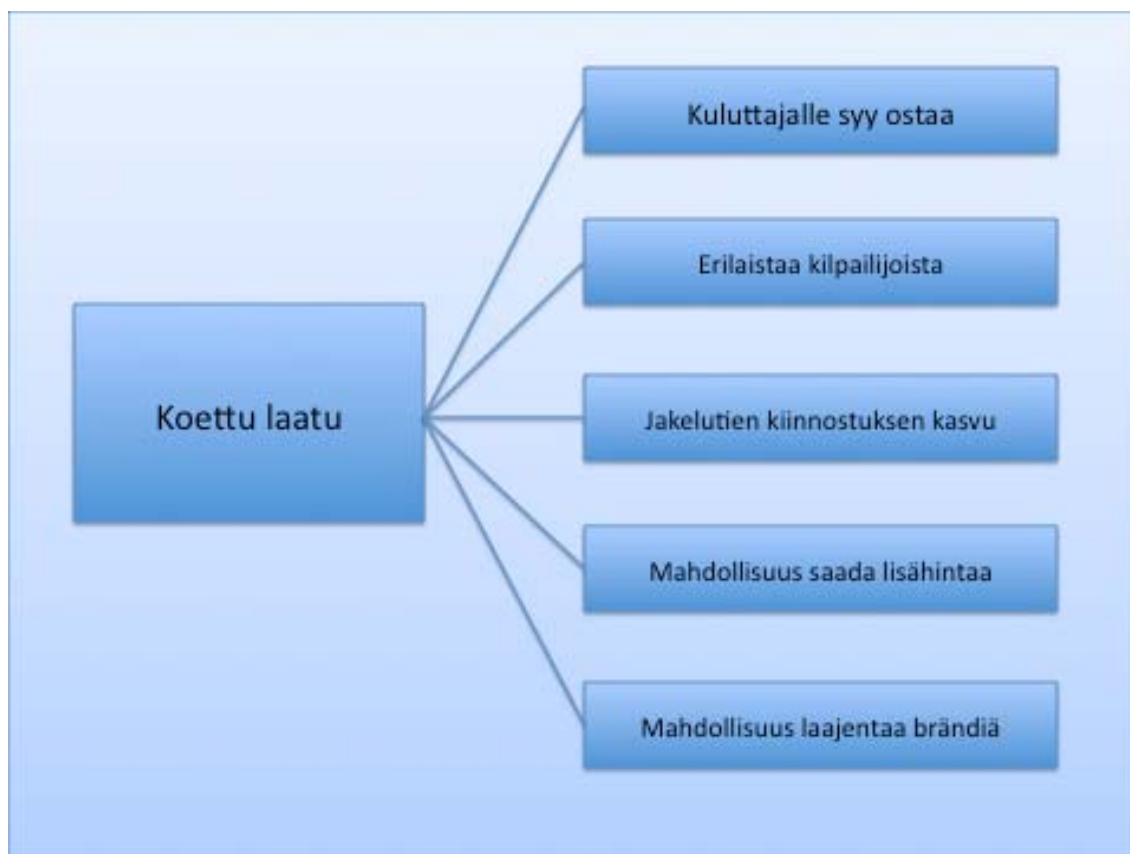 Kuluttajalle syy ostaa
Erilaistaa kilpailijoista
Koettu laatu
Jakelutien kiinnostuksen kasvu
Mahdollisuus saada lisähintaa
Mahdollisuus laajentaa brändiä